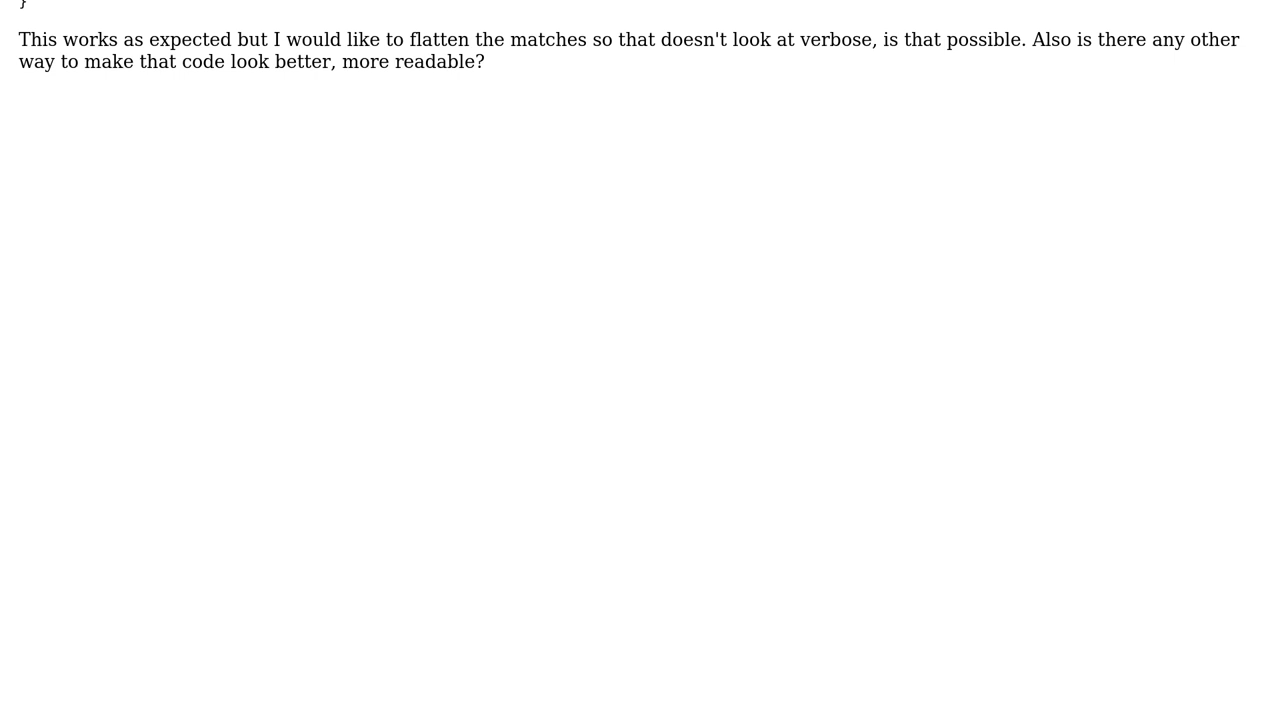 }
This works as expected but I would like to flatten the matches so that doesn't look at verbose, is that possible. Also is there any other
way to make that code look better, more readable?